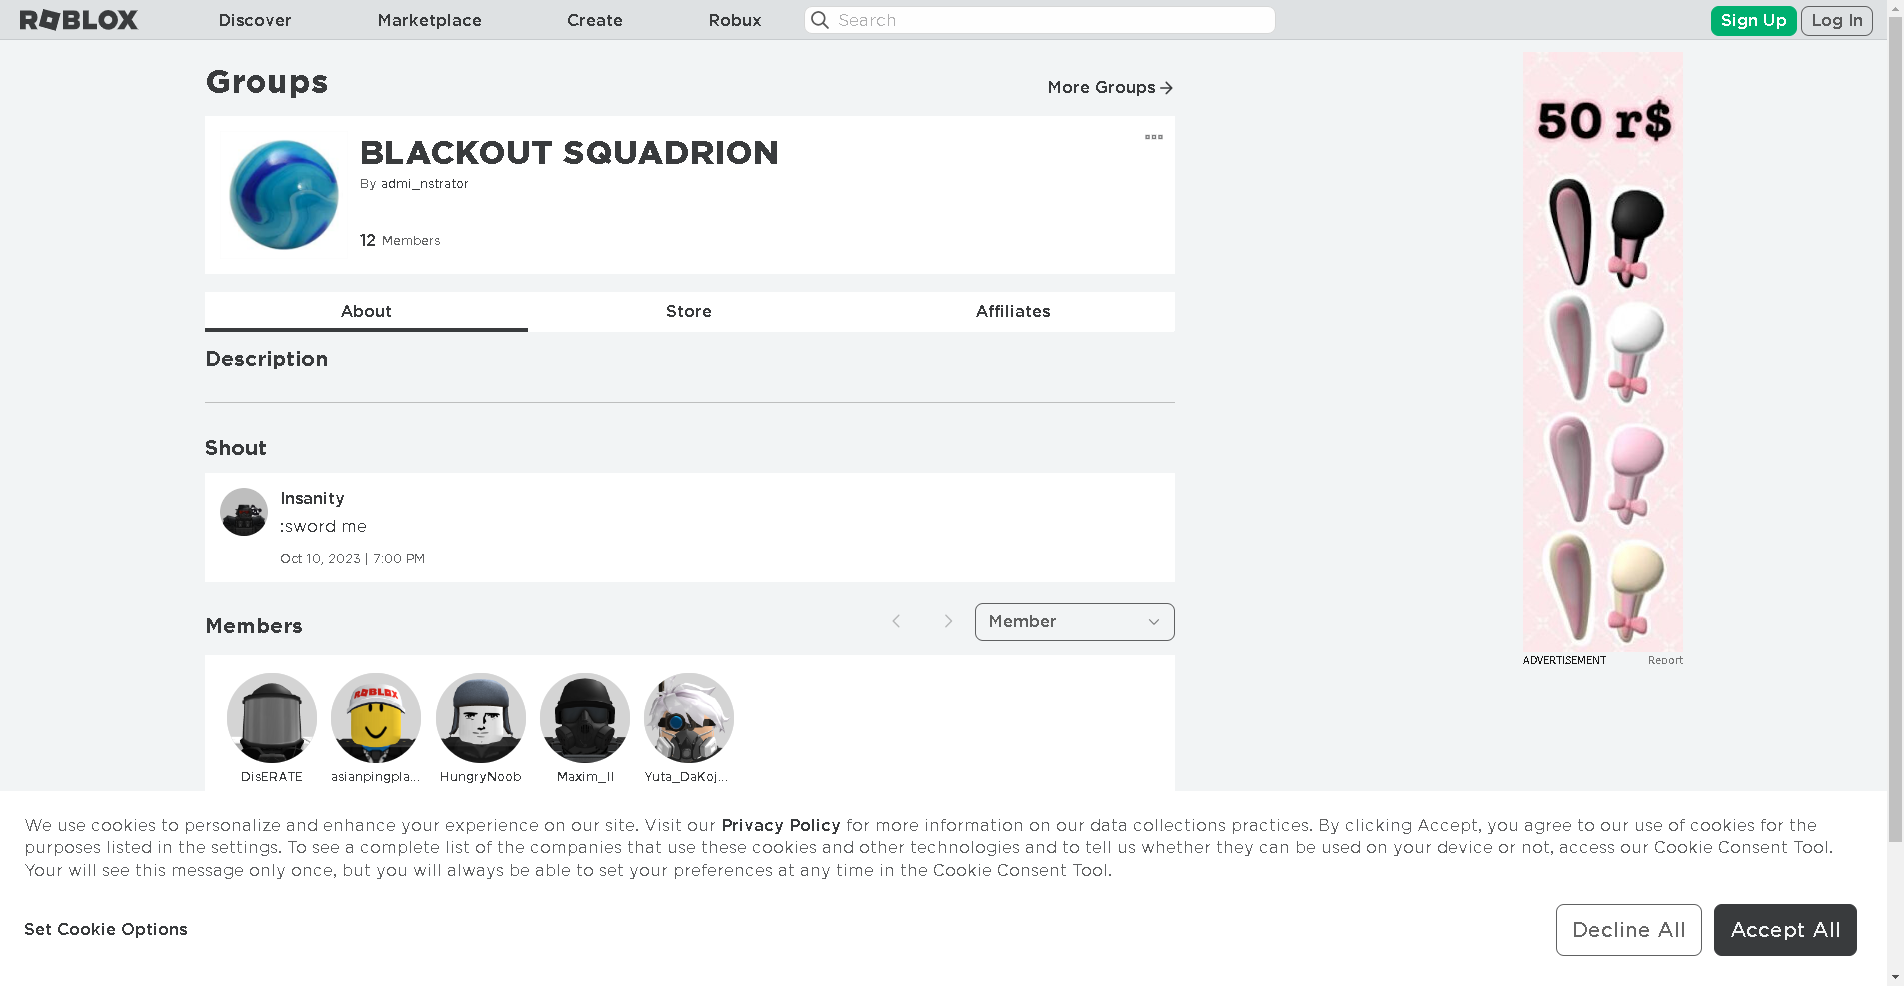 ROBLOX
Discover
Marketplace
Create
Robux
Search
Sign Up
Log In
Groups
More Groups
BLACKOUT SQUADRION
By admi_nstrator
12 Members
About
Store
Affiliates
Description
Shout
Insanity
:sword me
Oct 10, 2023 | 7:00 PM
Members
Member
ROBLOX
DisERATE
asianpingpla...
HungryNoob
Maxim_II
Yuta_DaKoj...
50 r$
ADVERTISEMENT
Report
We use cookies to personalize and enhance your experience on our site. Visit our Privacy Policy for more information on our data collections practices. By clicking Accept, you agree to our use of cookies for the
purposes listed in the settings. To see a complete list of the companies that use these cookies and other technologies and to tell us whether they can be used on your device or not, access our Cookie Consent Tool.
Your will see this message only once, but you will always be able to set your preferences at any time in the Cookie Consent Tool.
Set Cookie Options
Decline All
Accept All